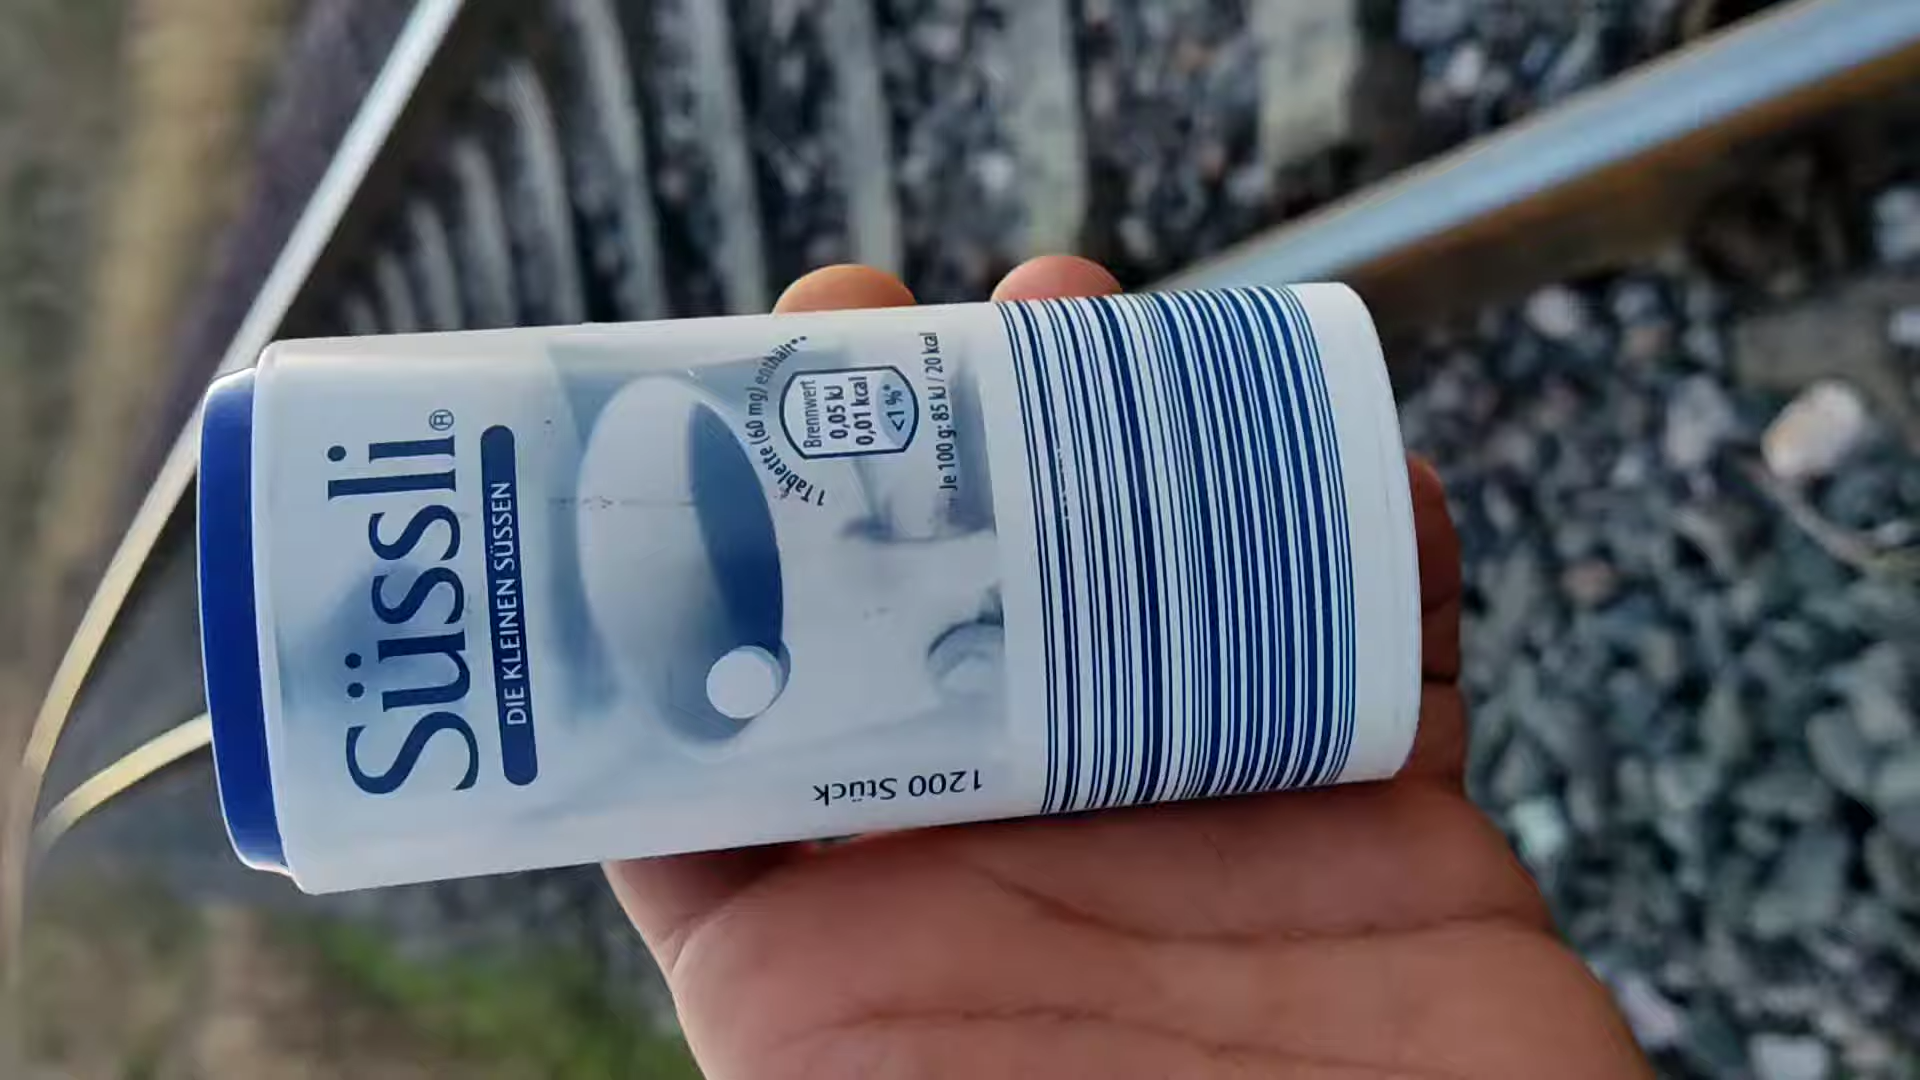 Süssli®
DIE KLEINEN SÜSSEN
1 Tablette (60 mg) enthält**
Brennwert
0,05 kJ
0,01 kcal
<1 %*
Je 100 g: 85 kJ / 20 kcal
1200 Stück